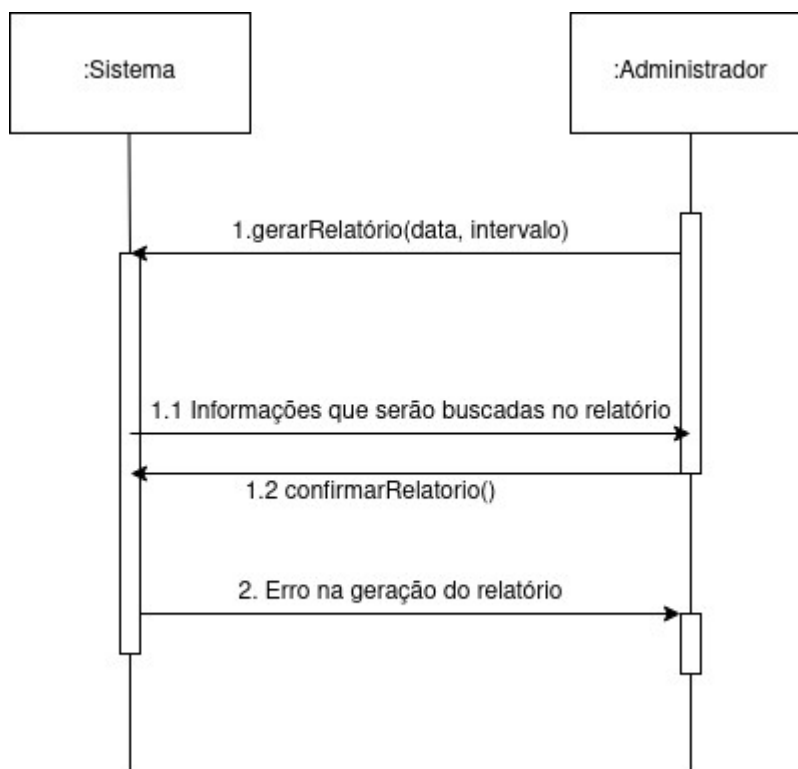 :Sistema
:Administrador
1.gerarRelatório(data, intervalo)
1.1 Informações que serão buscadas no relatório
1.2 confirmarRelatorio()
2. Erro na geração do relatório